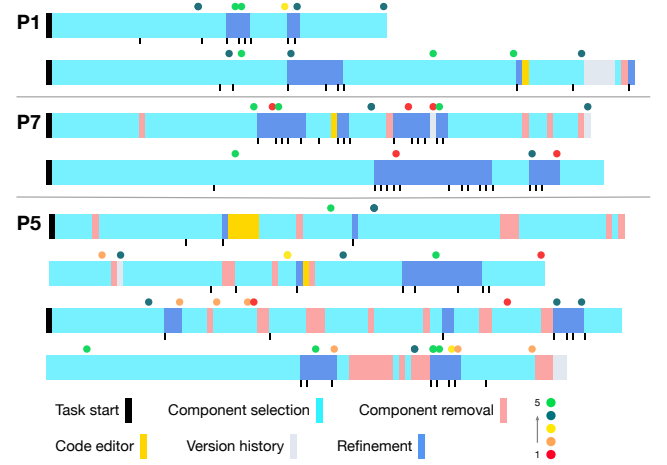 P1
P7
P5
Task start
Component selection
Component removal
5
Code editor
Version history
Refinement
1